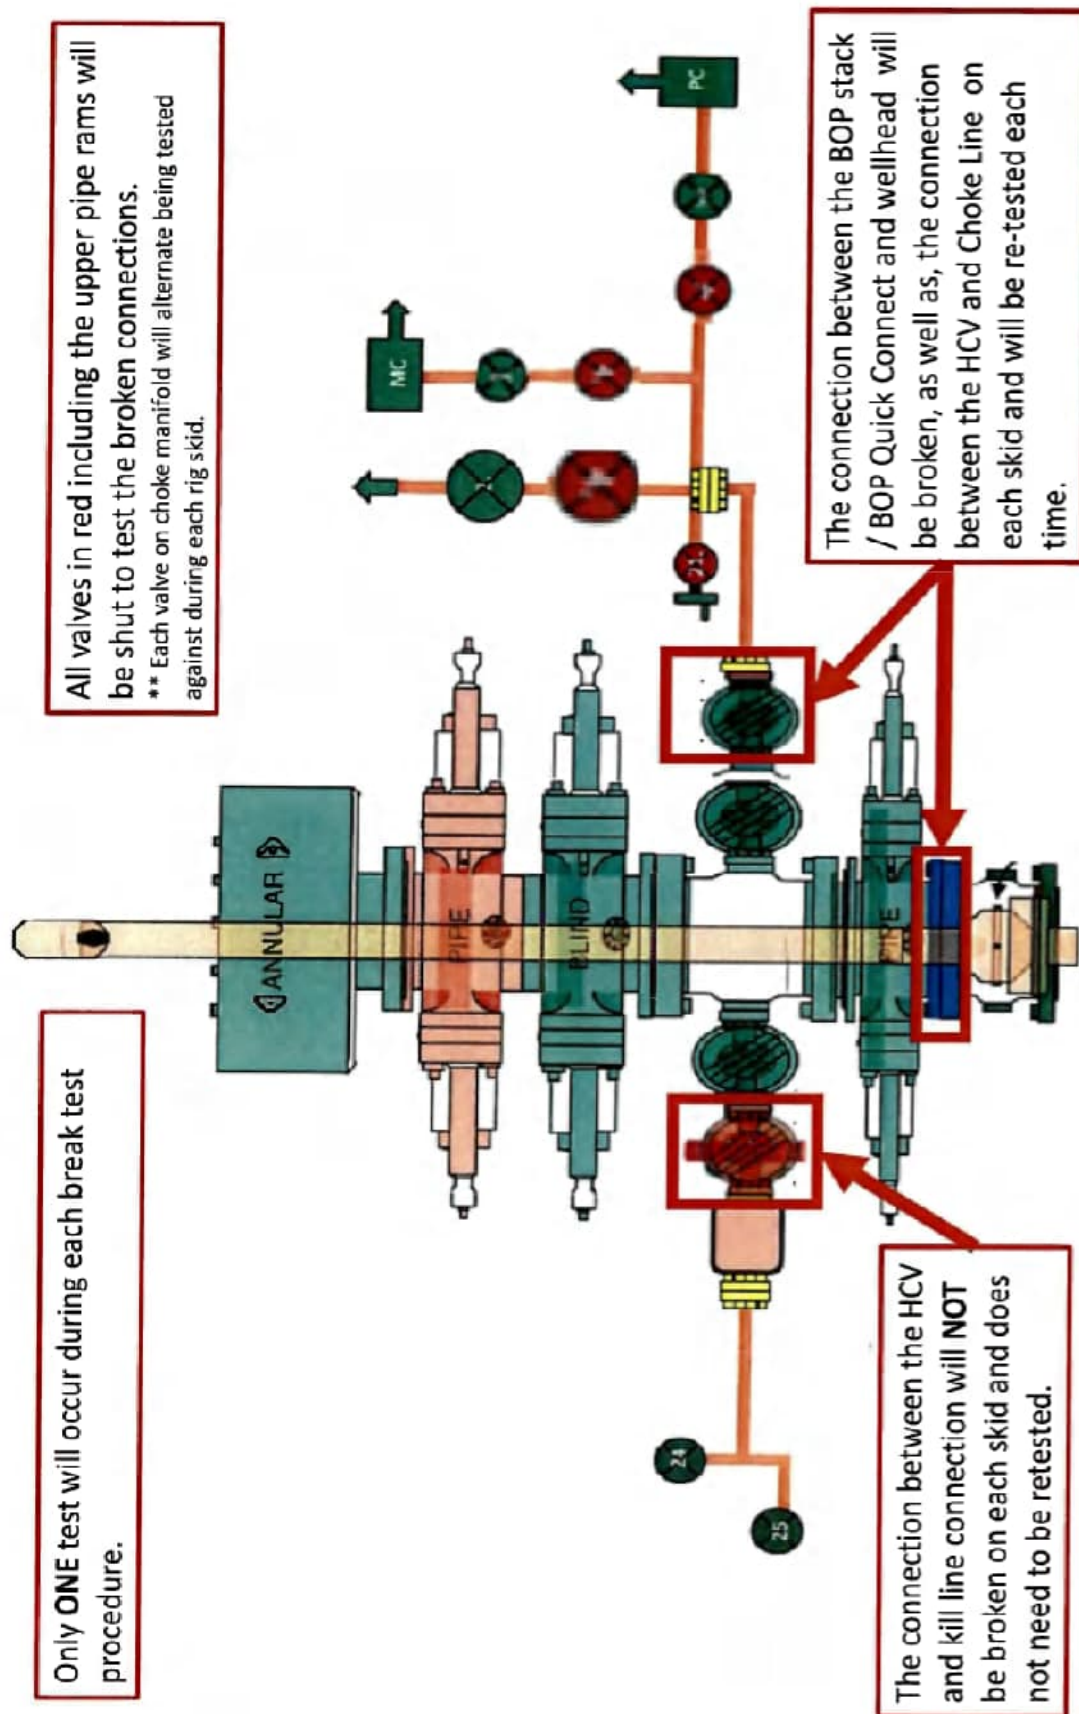 Only ONE test will occur during each break test
procedure.
All valves in red including the upper pipe rams will
be shut to test the broken connections.
** Each valve on choke manifold will alternate being tested
against during each rig skid.
ANNULAR
PIPE
BLIND
PIPE
MC
PC
24
25
The connection between the HCV
and kill line connection will NOT
be broken on each skid and does
not need to be retested.
The connection between the BOP stack
/ BOP Quick Connect and wellhead will
be broken, as well as, the connection
between the HCV and Choke Line on
each skid and will be re-tested each
time.